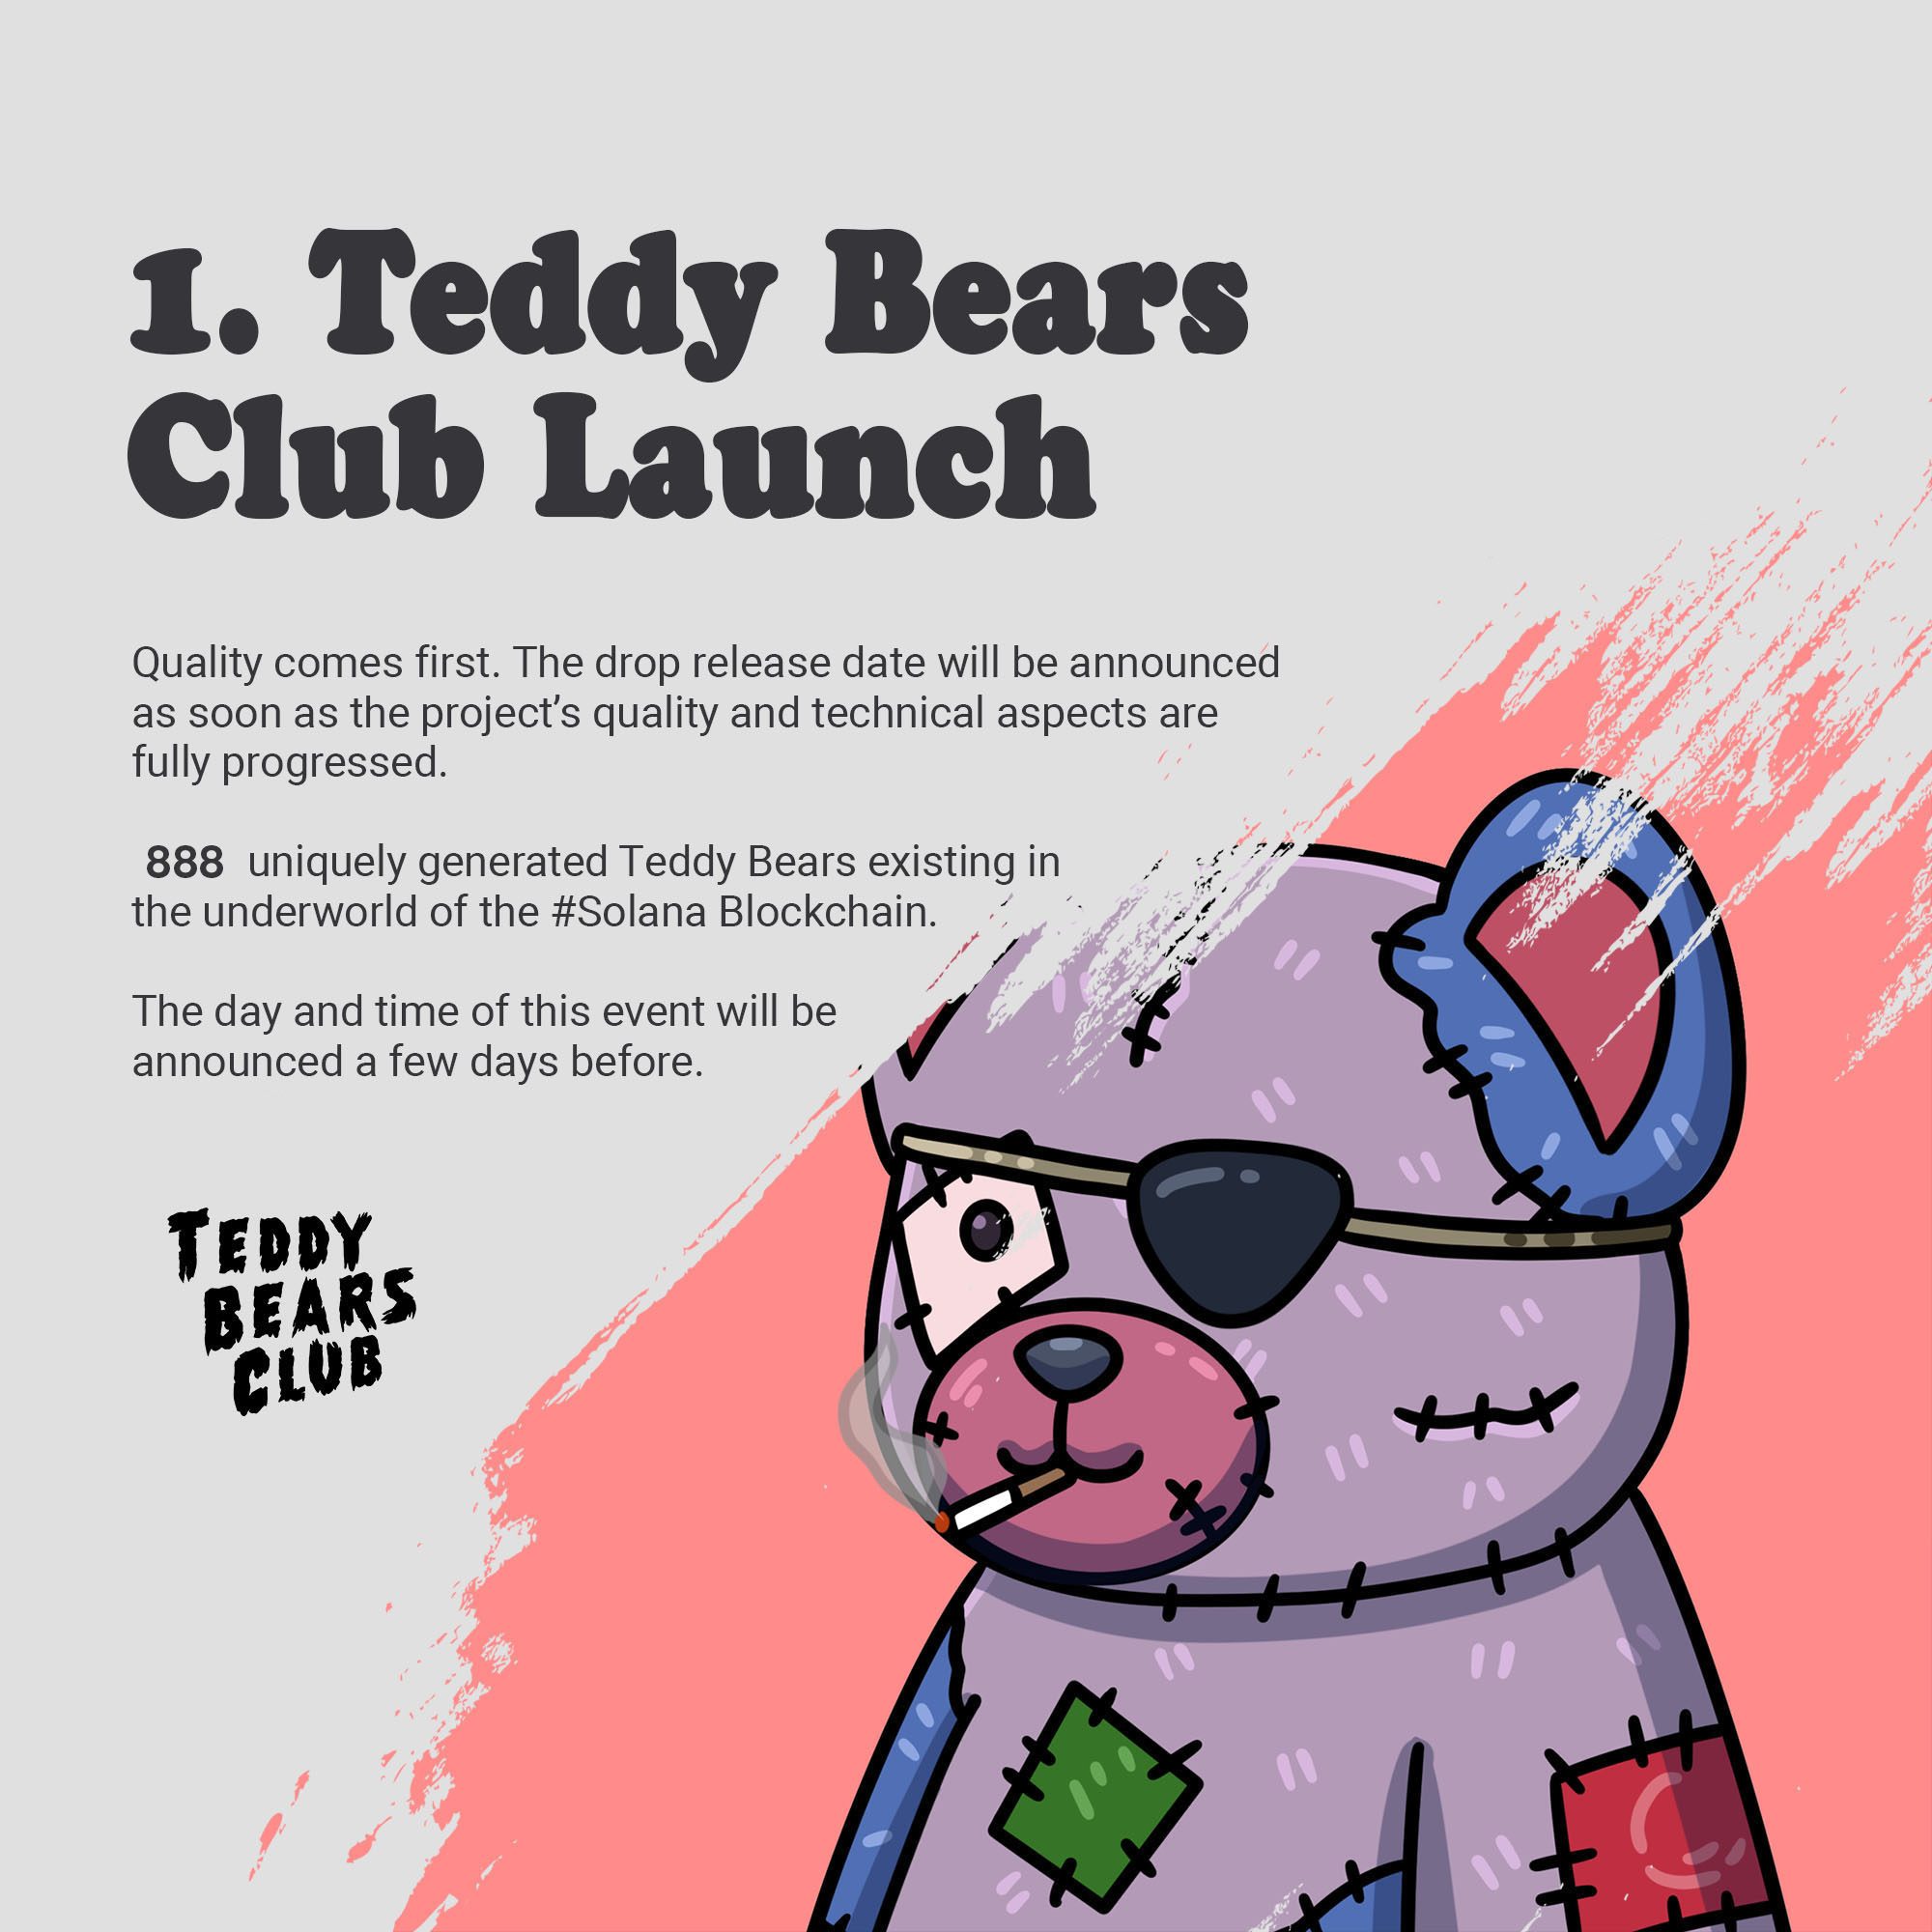 1. Teddy Bears
Club Launch
Quality comes first. The drop release date will be announced
as soon as the project’s quality and technical aspects are
fully progressed.
888 uniquely generated Teddy Bears existing in
the underworld of the #Solana Blockchain.
The day and time of this event will be
announced a few days before.
TEDDY
BEARS
CLUB